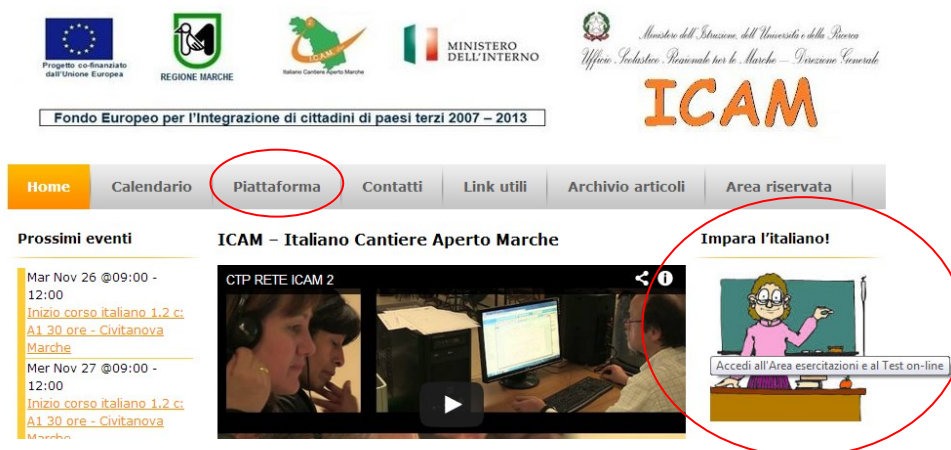 Progetto co-finanziato
dall'Unione Europea
REGIONE MARCHE
ICAM
Italiano Cantiere Aperto Marche
MINISTERO
DELL'INTERNO
Ministero dell'Istruzione, dell'Università e della Ricerca
Ufficio Scolastico Regionale per le Marche — Direzione Generale
Fondo Europeo per l'Integrazione di cittadini di paesi terzi 2007 – 2013
ICAM
Home Calendario Piattaforma Contatti Link utili Archivio articoli Area riservata
Prossimi eventi
Mar Nov 26 @09:00 -
12:00
Inizio corso italiano 1.2 c:
A1 30 ore - Civitanova
Marche
Mer Nov 27 @09:00 -
12:00
Inizio corso italiano 1.2 c:
A1 30 ore - Civitanova
Marche
ICAM – Italiano Cantiere Aperto Marche
CTP RETE ICAM 2
Impara l'italiano!
Accedi all'Area esercitazioni e al Test on-line